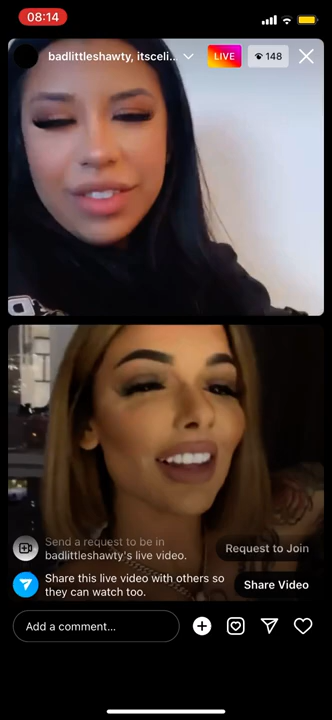 08:14
badlittleshawty, itsceli...
LIVE
148
Send a request to be in
badlittleshawty's live video.
Request to Join
Share this live video with others so
they can watch too.
Share Video
Add a comment...